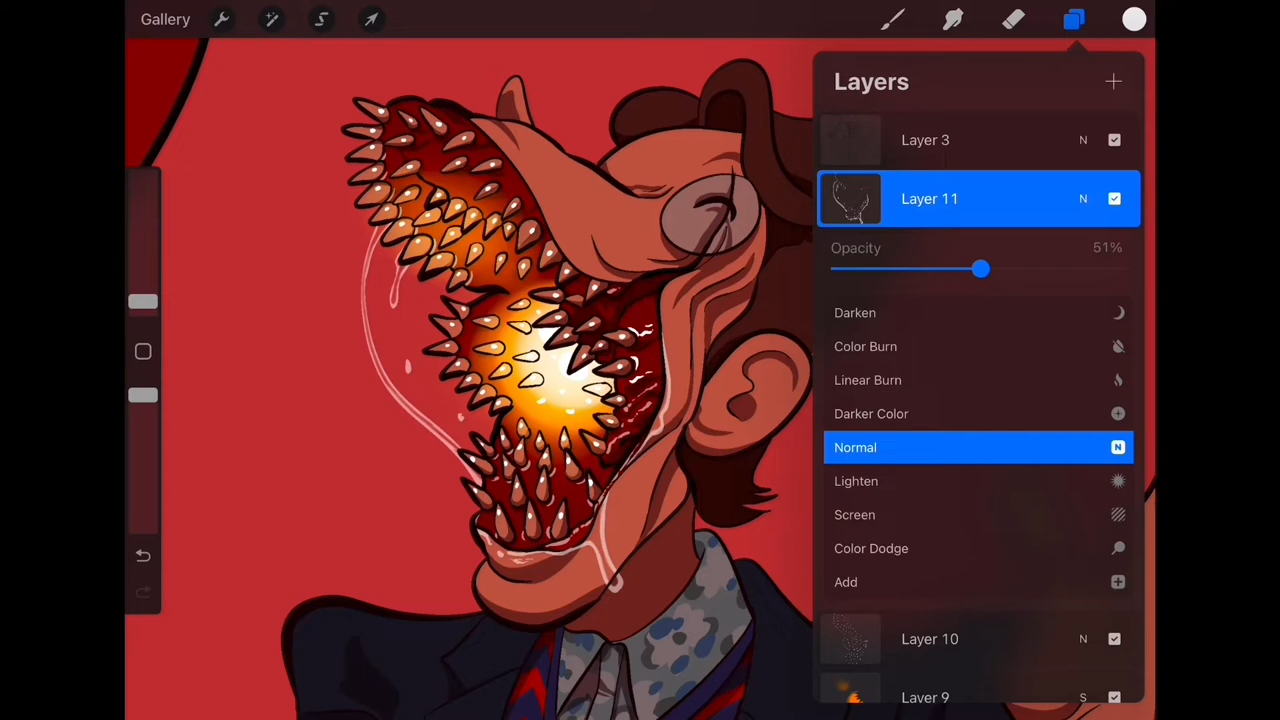 Gallery
Layers
Layer 3 N
Layer 11 N
Opacity 51%
Darken
Color Burn
Linear Burn
Darker Color
Normal N
Lighten
Screen
Color Dodge
Add
Layer 10 N
Layer 9 S